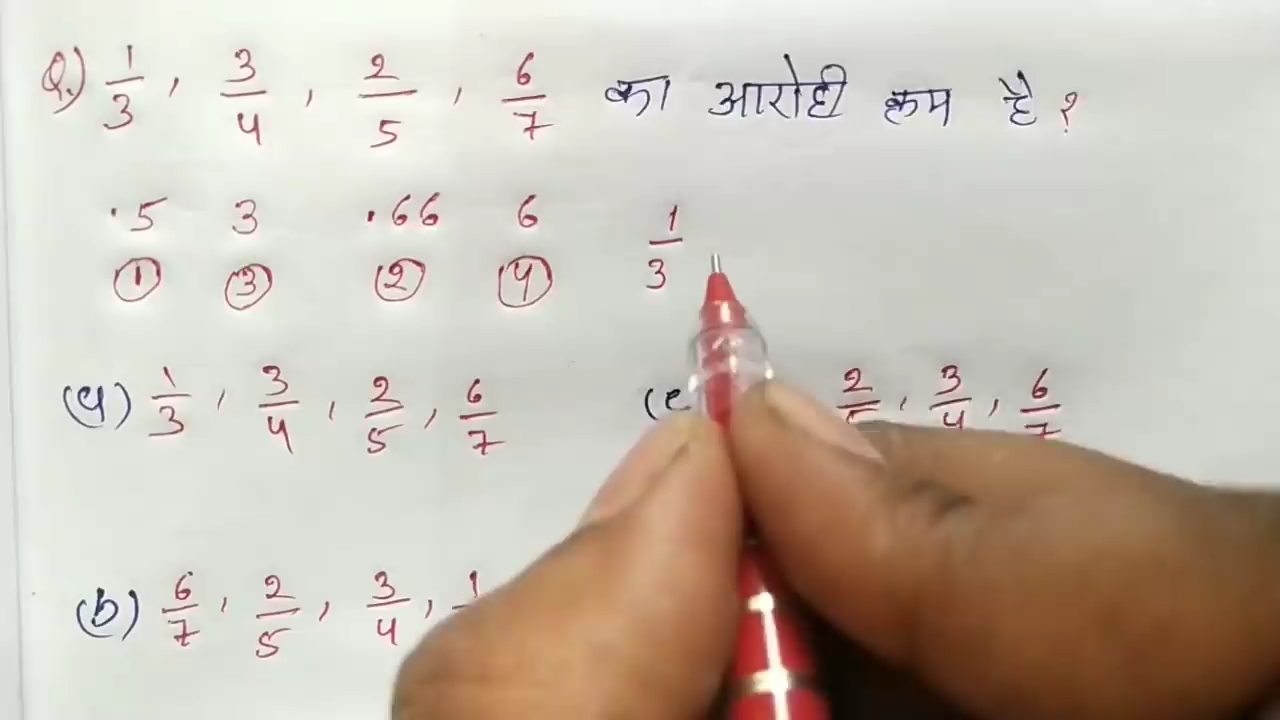 Q.) 1/3 , 3/4 , 2/5 , 6/7 का आरोही क्रम है ?
.5 3 .66 6 1/3
① ③ ② ④
(a) 1/3 , 3/4 , 2/5 , 6/7 (c 2/5 , 3/4 , 6/7
(b) 6/7 , 2/5 , 3/4 , 1